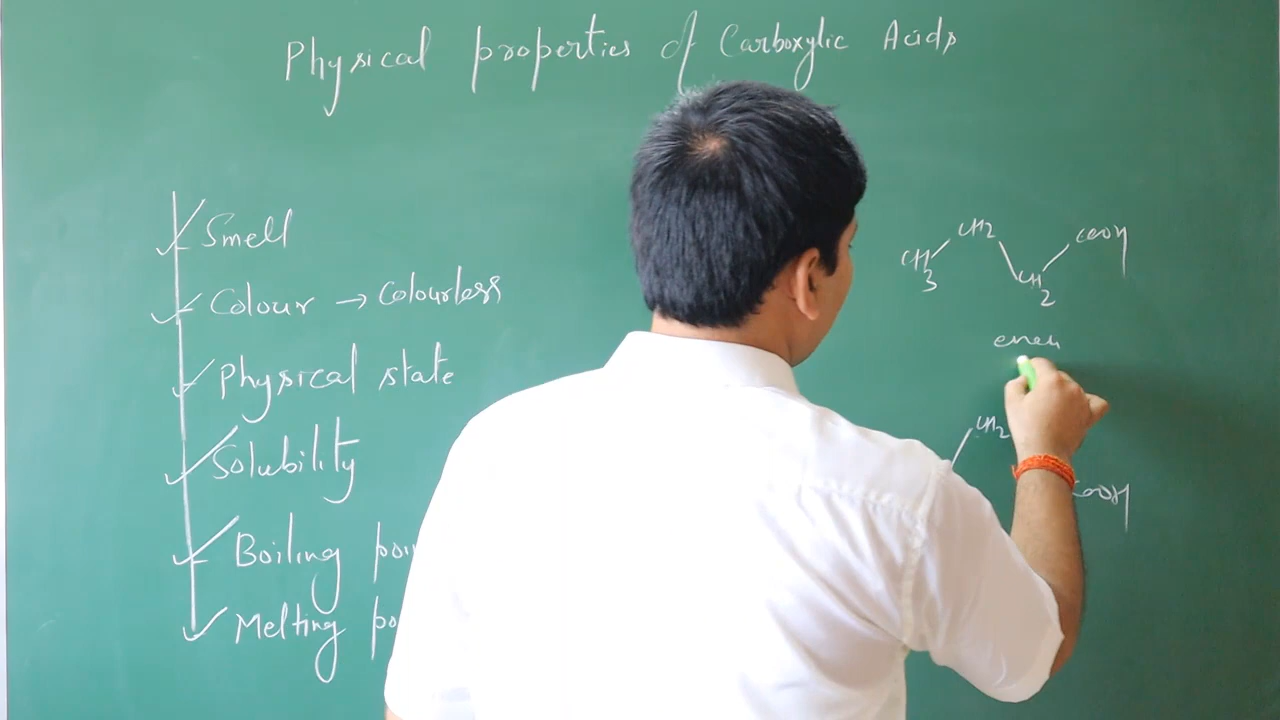 Physical properties of Carboxylic Acids
Smell
Colour → Colourless
Physical state
Solubility
Boiling
Melting
CH3 CH2 CH2 COOH
CH2
COOH